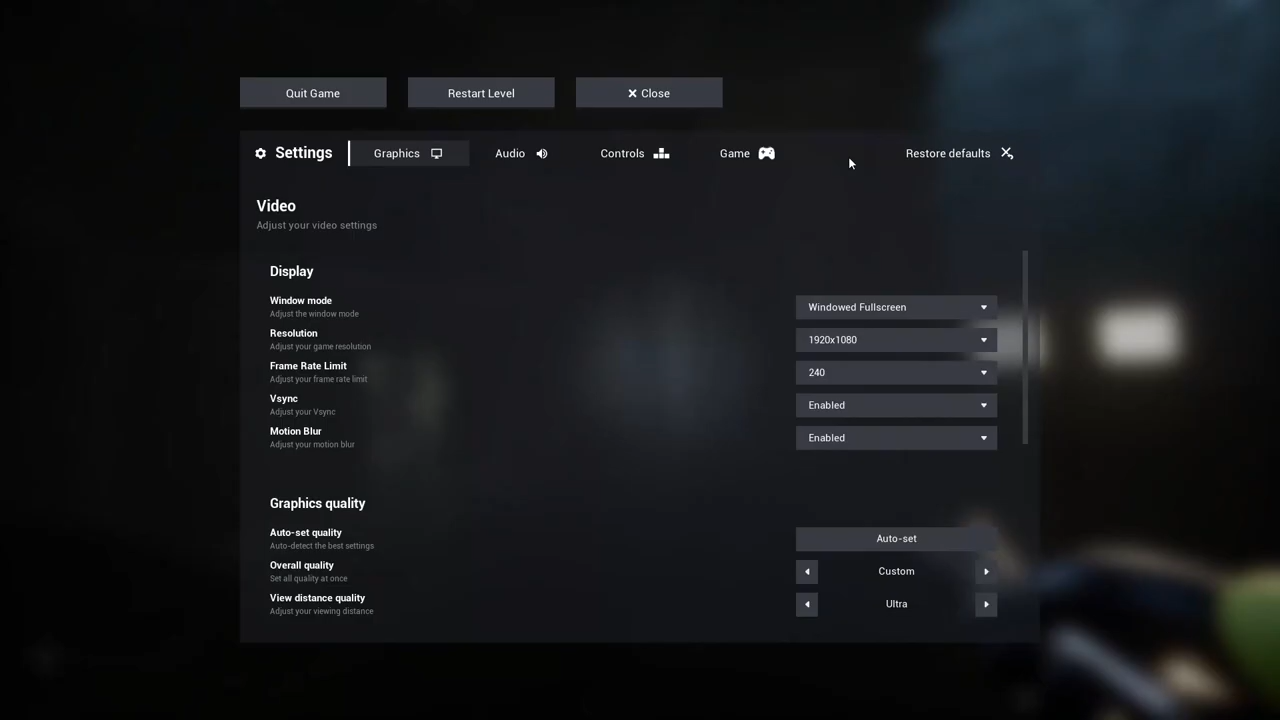 Quit Game
Restart Level
Close
Settings
Graphics
Audio
Controls
Game
Restore defaults
Video
Adjust your video settings
Display
Window mode
Adjust the window mode
Windowed Fullscreen
Resolution
Adjust your game resolution
1920x1080
Frame Rate Limit
Adjust your frame rate limit
240
Vsync
Adjust your Vsync
Enabled
Motion Blur
Adjust your motion blur
Enabled
Graphics quality
Auto-set quality
Auto-detect the best settings
Auto-set
Overall quality
Set all quality at once
Custom
View distance quality
Adjust your viewing distance
Ultra